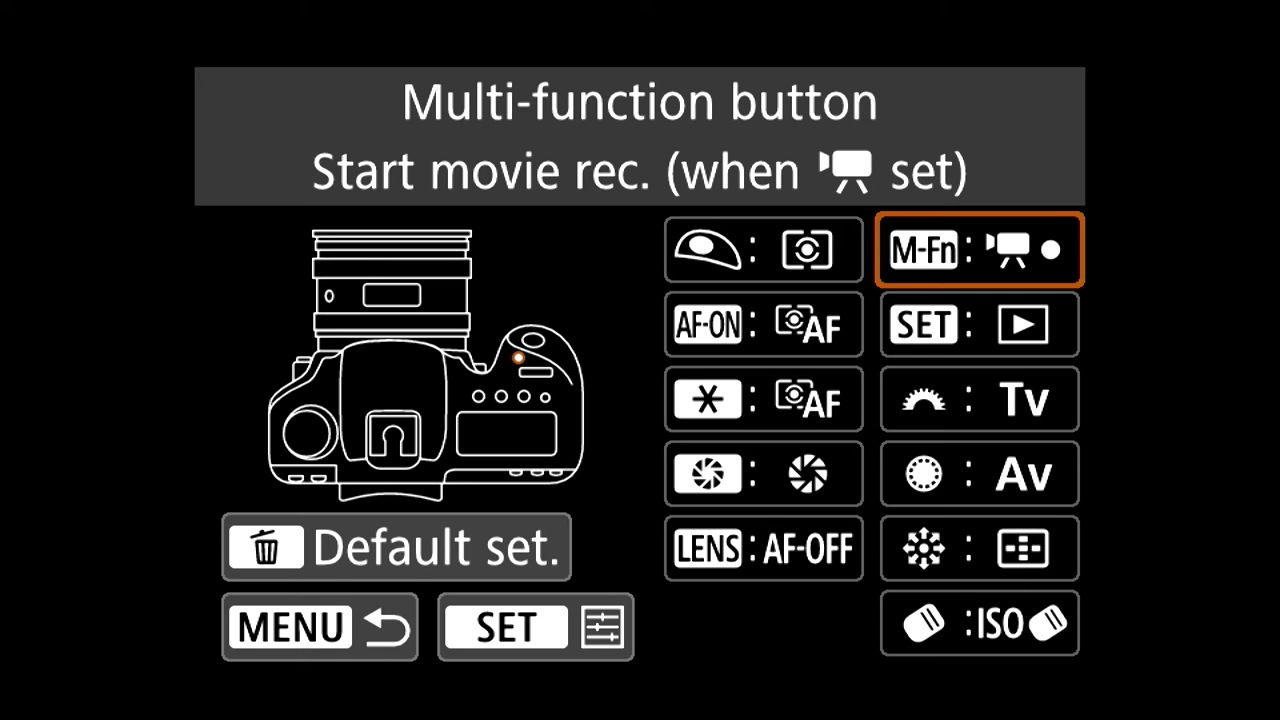 Multi-function button
Start movie rec. (when set)
M-Fn :
AF-ON : AF
SET :
: AF
: Tv
: Av
LENS : AF-OFF
Default set.
: ISO
MENU
SET